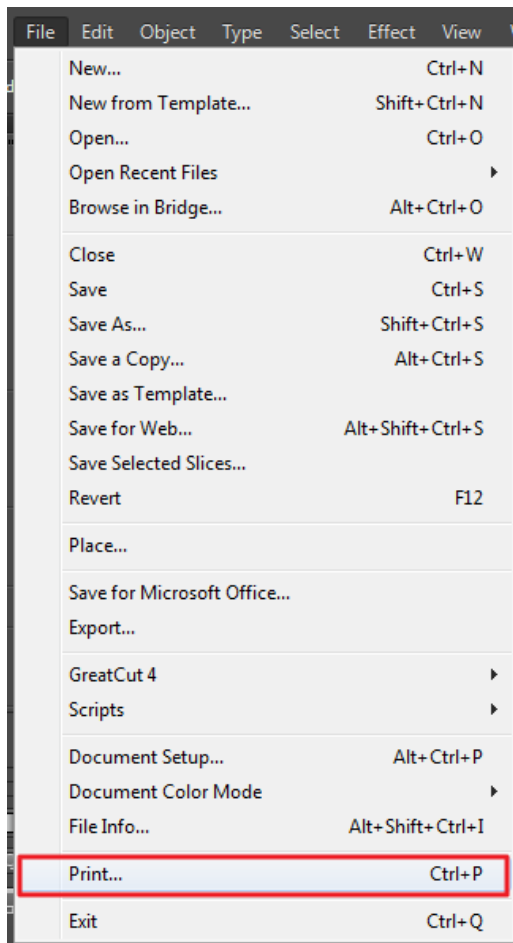 File Edit Object Type Select Effect View
New... Ctrl+N
New from Template... Shift+Ctrl+N
Open... Ctrl+O
Open Recent Files
Browse in Bridge... Alt+Ctrl+O
Close Ctrl+W
Save Ctrl+S
Save As... Shift+Ctrl+S
Save a Copy... Alt+Ctrl+S
Save as Template...
Save for Web... Alt+Shift+Ctrl+S
Save Selected Slices...
Revert F12
Place...
Save for Microsoft Office...
Export...
GreatCut 4
Scripts
Document Setup... Alt+Ctrl+P
Document Color Mode
File Info... Alt+Shift+Ctrl+I
Print... Ctrl+P
Exit Ctrl+Q